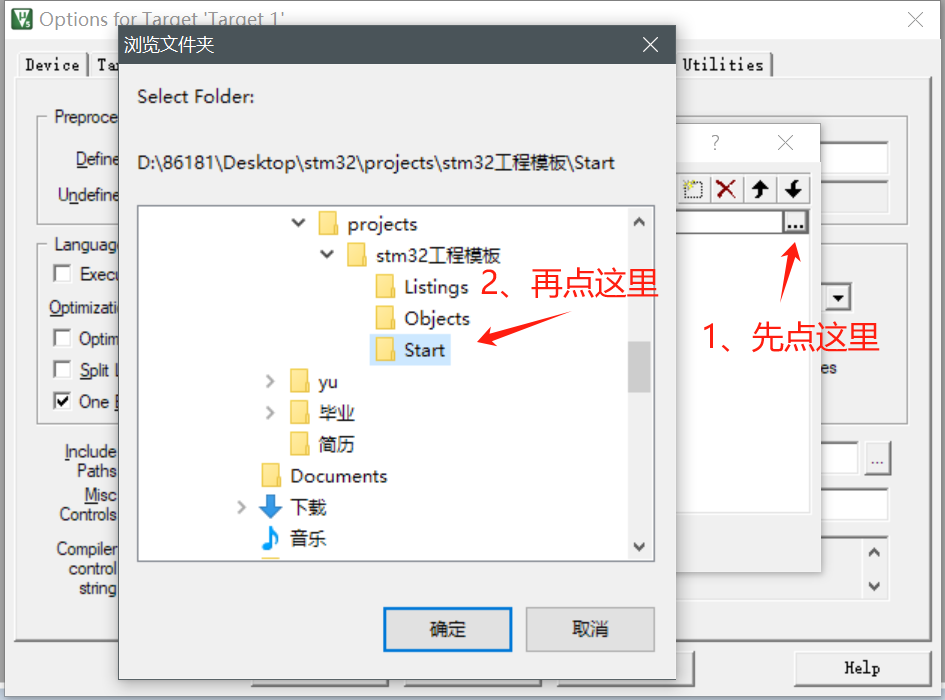 Options for Target 'Target 1'
浏览文件夹
Device
Utilities
Select Folder:
Preproce
?
Define
D:\86181\Desktop\stm32\projects\stm32工程模板\Start
Undefine
projects
...
Languag
stm32工程模板
Execu
Listings
2、再点这里
Optimizati
Objects
Optim
1、先点这里
Start
Split L
es
yu
One
毕业
简历
Include
Paths
...
Documents
Misc
Controls
下载
音乐
Compiler
control
string
确定
取消
Help